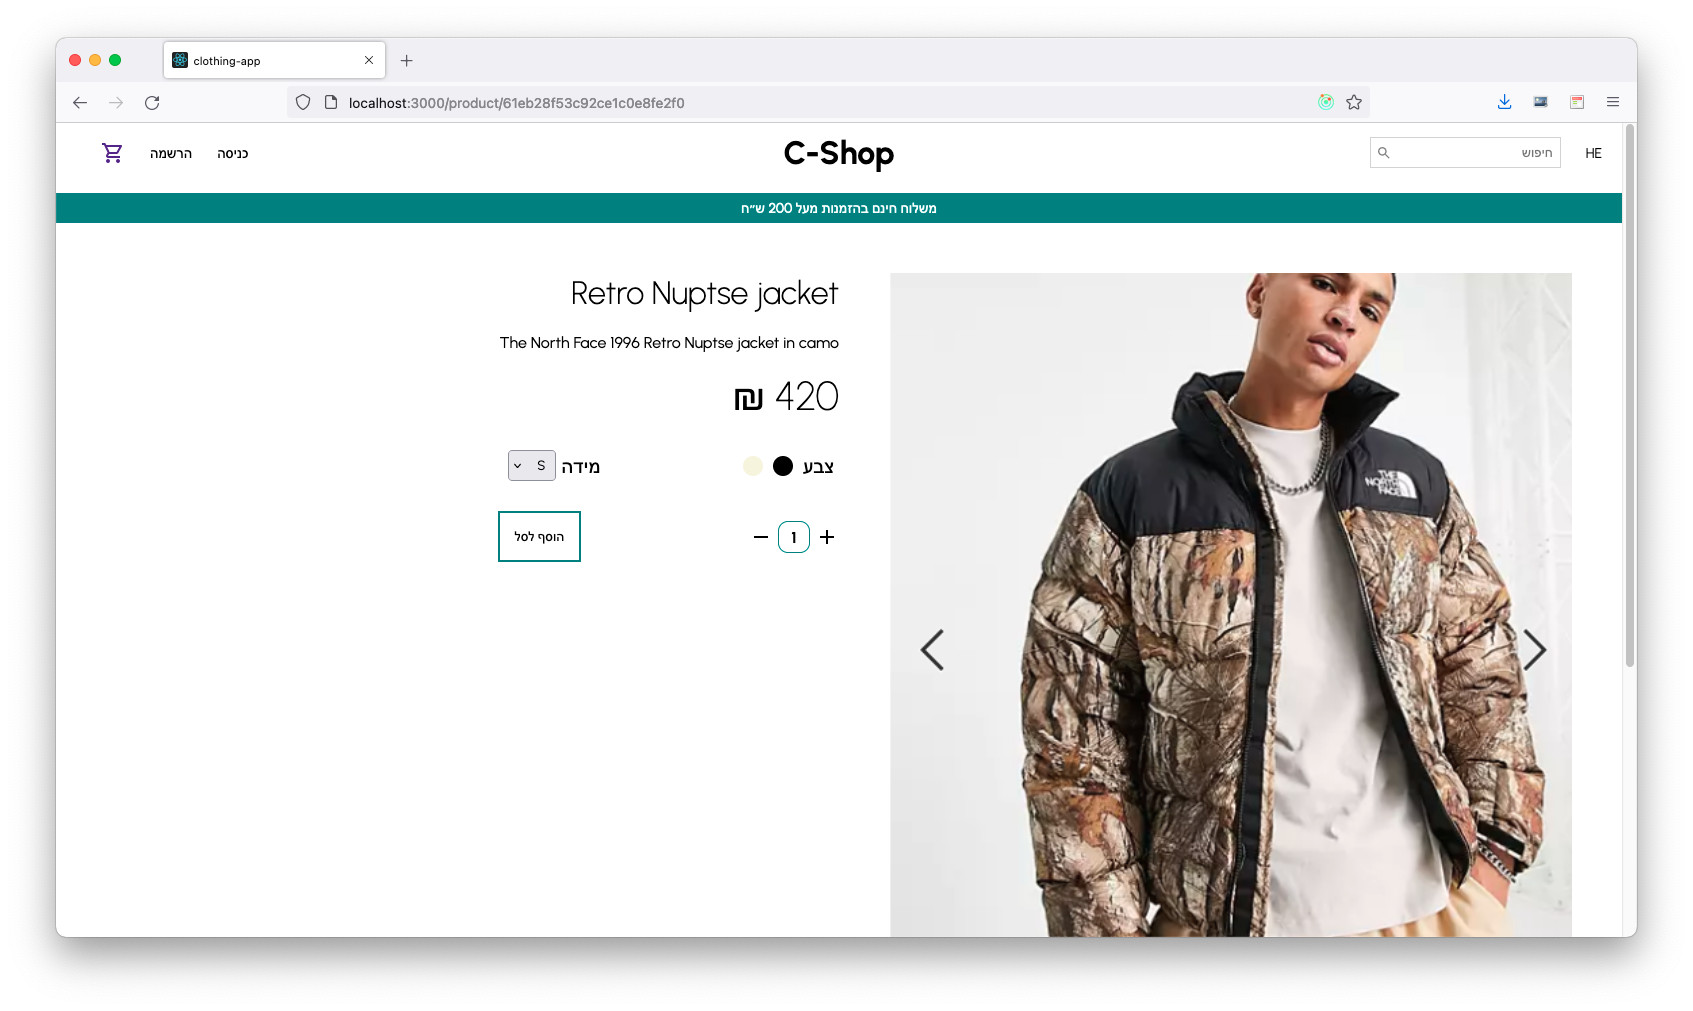 clothing-app
localhost:3000/product/61eb28f53c92ce1c0e8fe2f0
HE
חיפוש
C-Shop
כניסה
הרשמה
משלוח חינם בהזמנות מעל 200 ש״ח
Retro Nuptse jacket
The North Face 1996 Retro Nuptse jacket in camo
420 ₪
צבע
מידה
S
+ 1 −
הוסף לסל
THE
NORTH
FACE